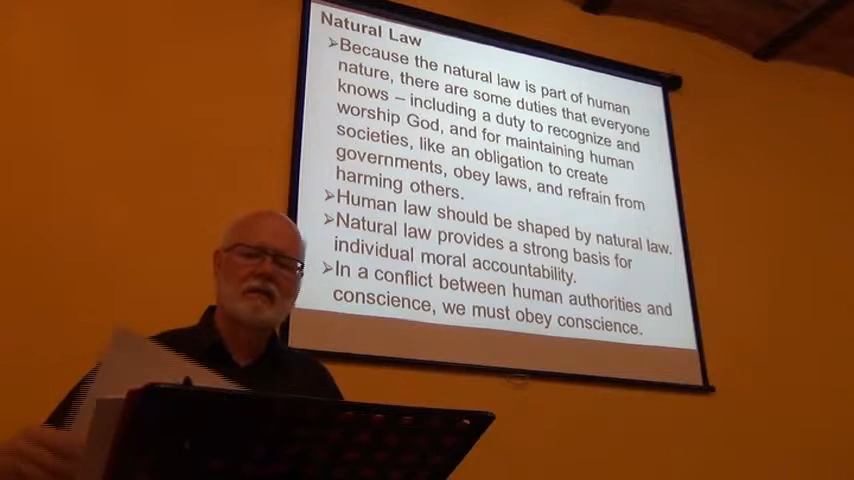 Natural Law
➢Because the natural law is part of human
nature, there are some duties that everyone
knows – including a duty to recognize and
worship God, and for maintaining human
societies, like an obligation to create
governments, obey laws, and refrain from
harming others.
➢Human law should be shaped by natural law.
➢Natural law provides a strong basis for
individual moral accountability.
➢In a conflict between human authorities and
conscience, we must obey conscience.